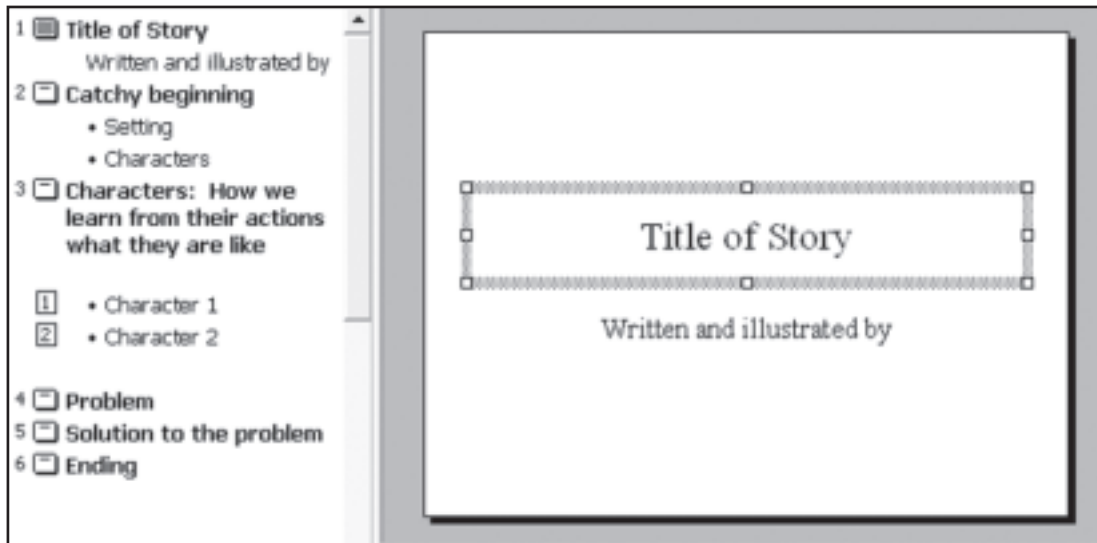 1 Title of Story
Written and illustrated by
2 Catchy beginning
• Setting
• Characters
3 Characters: How we
learn from their actions
what they are like
1 • Character 1
2 • Character 2
4 Problem
5 Solution to the problem
6 Ending
Title of Story
Written and illustrated by